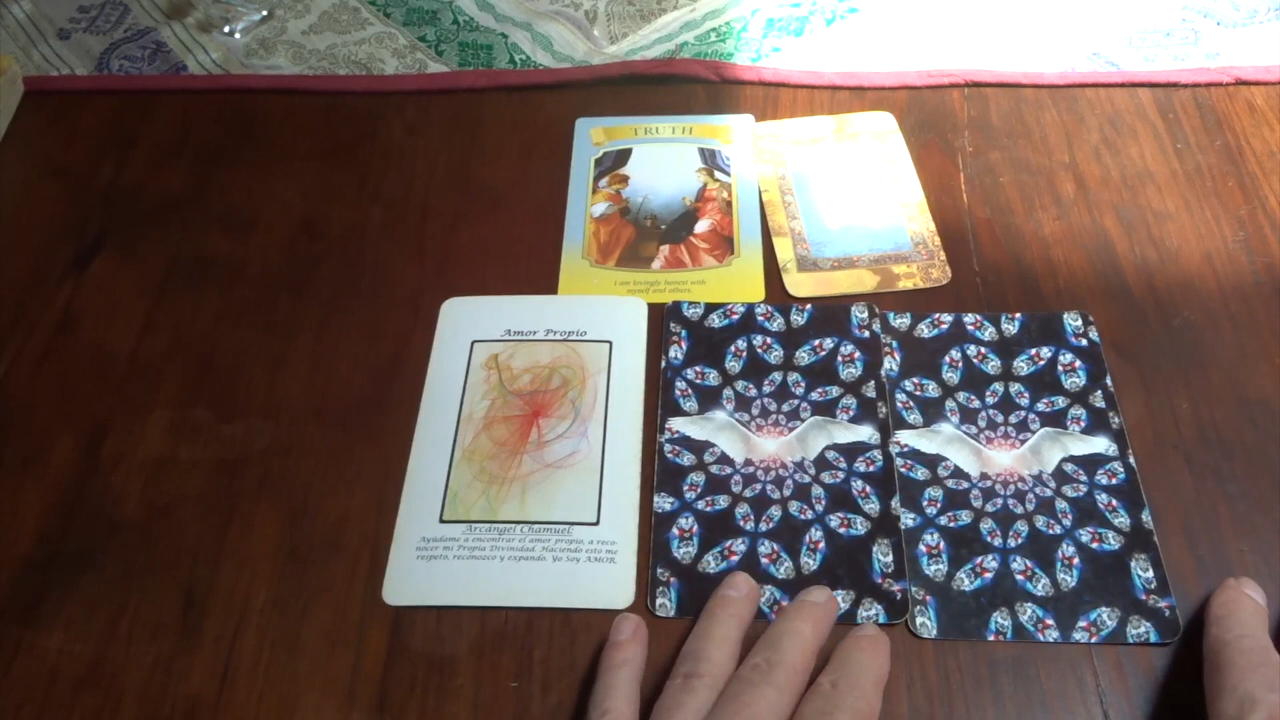 TRUTH
I am lovingly honest with
myself and others.
Amor Propio
Arcángel Chamuel:
Ayúdame a encontrar el amor propio, a reco-
nocer mi Propia Divinidad. Haciendo esto me
respeto, reconozco y expando. Yo Soy AMOR.